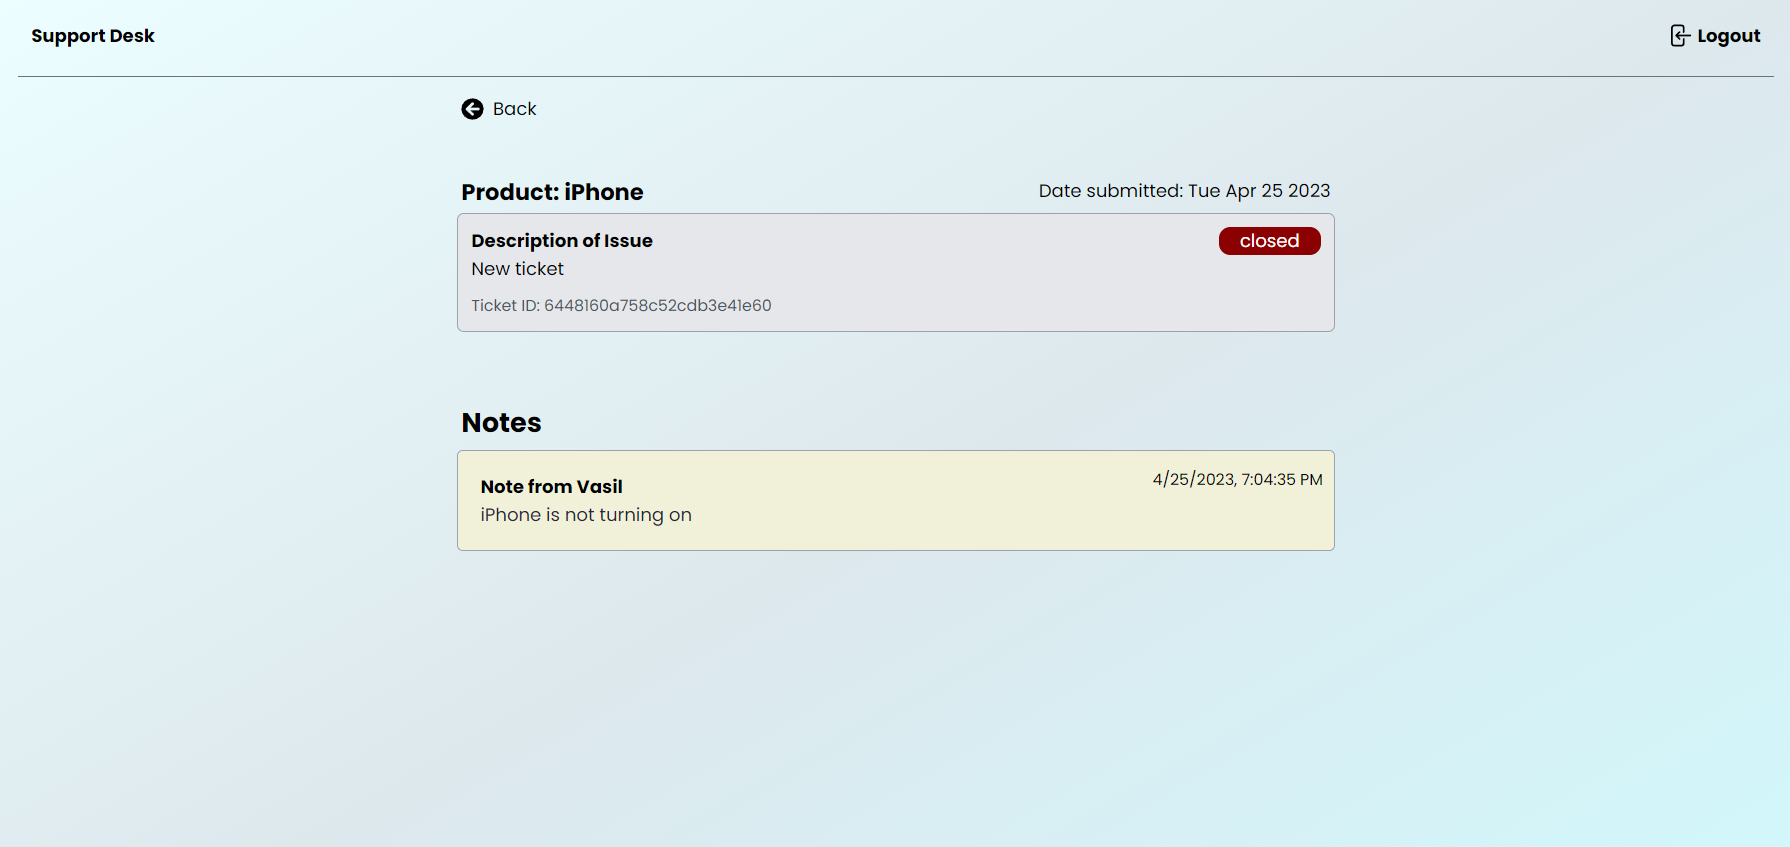 Support Desk
Logout
Back
Product: iPhone
Date submitted: Tue Apr 25 2023
Description of Issue
closed
New ticket
Ticket ID: 6448160a758c52cdb3e41e60
Notes
Note from Vasil
4/25/2023, 7:04:35 PM
iPhone is not turning on